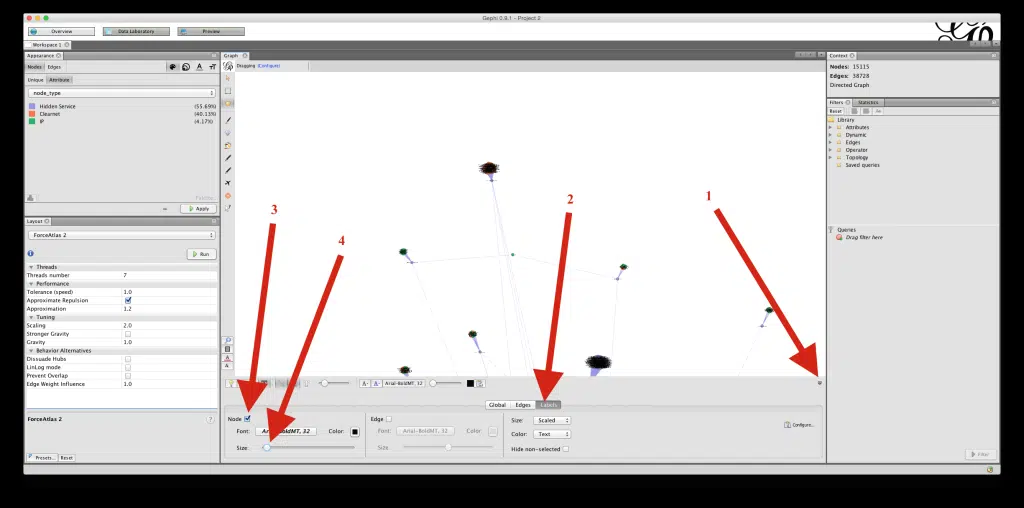 Gephi 0.8.1 - Project 2
Overview
Data Laboratory
Preview
Workspace 1
Appearance
Nodes Edges
Unique Attribute
node_type
Hidden Service (55.69%)
Clearnet (40.13%)
IP (4.17%)
Apply
Layout
ForceAtlas 2
Run
Threads
Threads number 7
Performance
Tolerance (speed) 1.0
Approximate Repulsion
Approximation 1.2
Tuning
Scaling 2.0
Stronger Gravity
Gravity 1.0
Behavior Alternatives
Dissuade Hubs
LinLog mode
Prevent Overlap
Edge Weight Influence 1.0
ForceAtlas 2
Presets... Reset
Graph
Dragging (Configure)
1
2
3
4
A- A- Arial-BoldMT, 32
Global Edges Labels
Node
Font: Arial-BoldMT, 32 Color:
Size:
Edge
Font: Arial-BoldMT, 32 Color:
Size:
Size: Scaled
Color: Text
Hide non-selected
Configure...
Context
Nodes: 15115
Edges: 38728
Directed Graph
Filters Statistics
Reset
Library
Attributes
Dynamic
Edges
Operator
Topology
Saved queries
Queries
Drag filter here
Filter